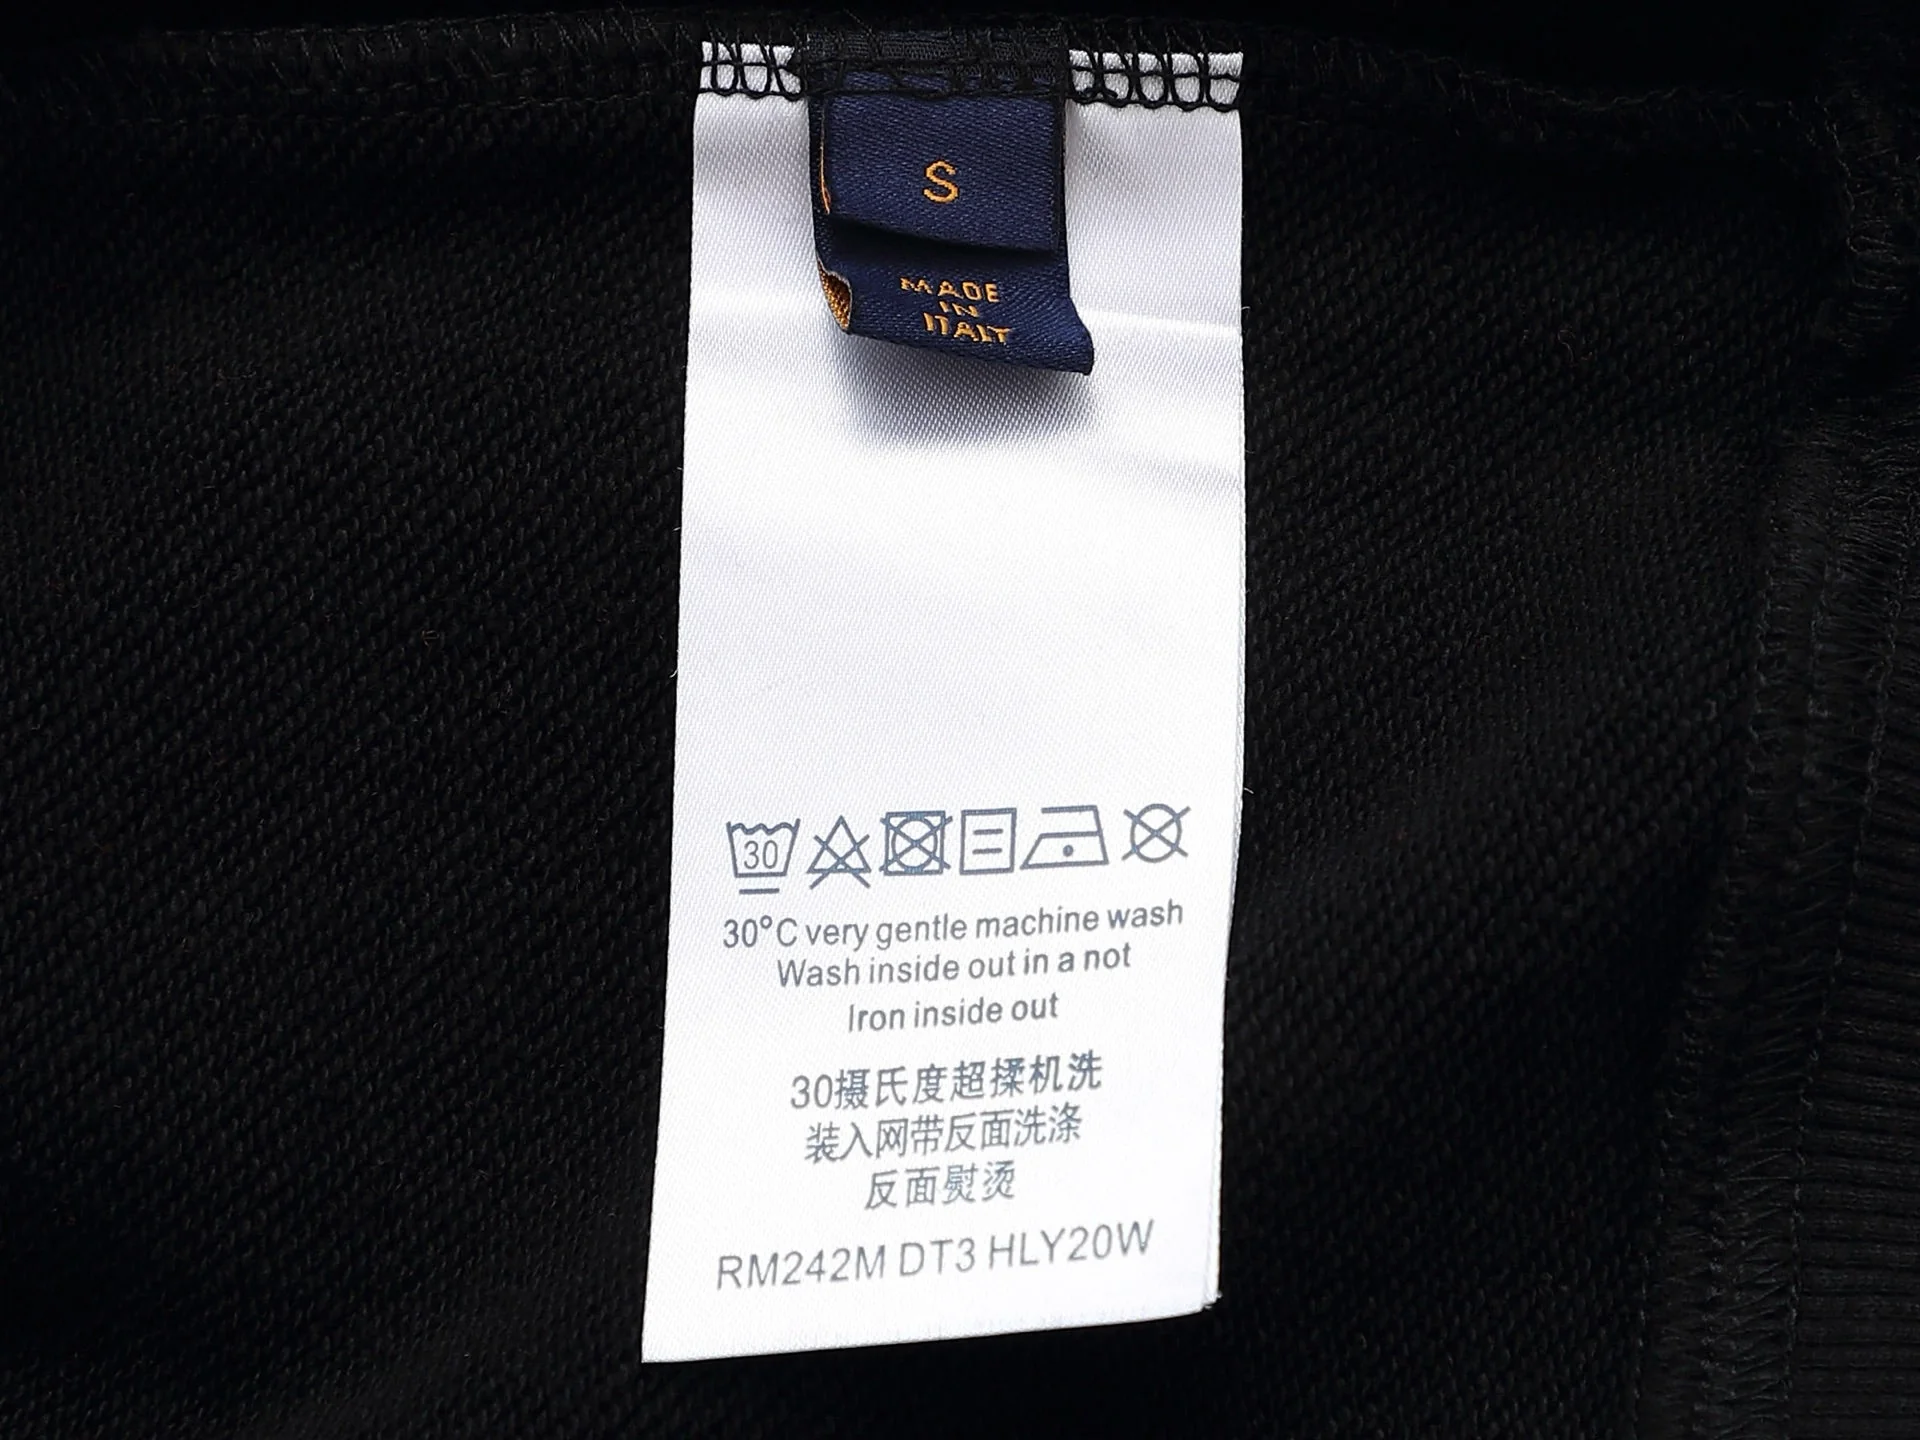 S
MADE
IN
ITALY
30
30°C very gentle machine wash
Wash inside out in a not
Iron inside out
30摄氏度超揉机洗
装入网带反面洗涤
反面熨烫
RM242M DT3 HLY20W